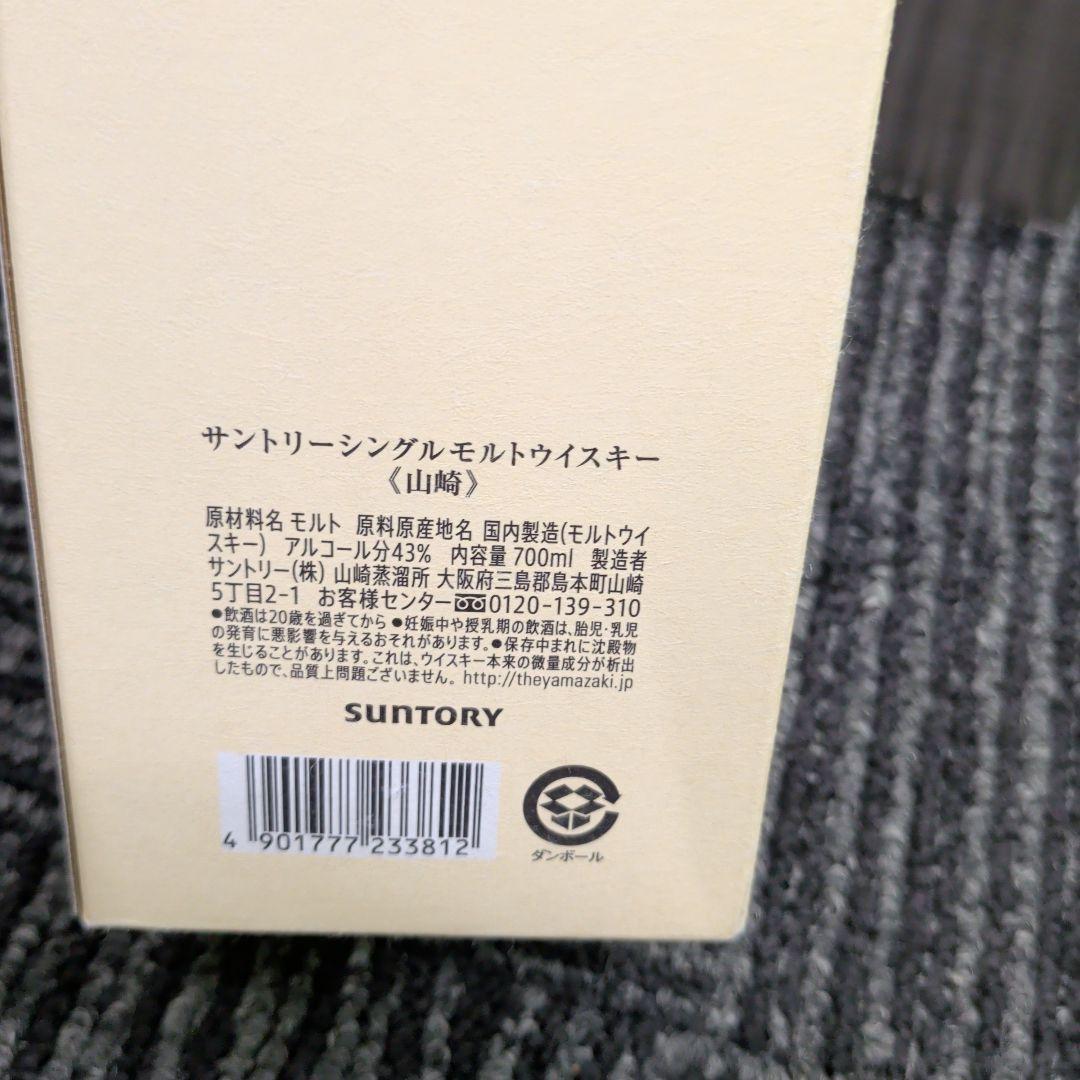 サントリーシングルモルトウイスキー
《山崎》
原材料名 モルト 原料原産地名 国内製造(モルトウイ
スキー) アルコール分43% 内容量 700ml 製造者
サントリー(株) 山崎蒸溜所 大阪府三島郡島本町山崎
5丁目2-1 お客様センター 0120-139-310
●飲酒は20歳を過ぎてから ●妊娠中や授乳期の飲酒は、胎児・乳児
の発育に悪影響を与えるおそれがあります。●保存中まれに沈殿物
を生じることがあります。これは、ウイスキー本来の微量成分が析出
したもので、品質上問題ございません。 http://theyamazaki.jp
SUNTORY
4 901777 233812
ダンボール